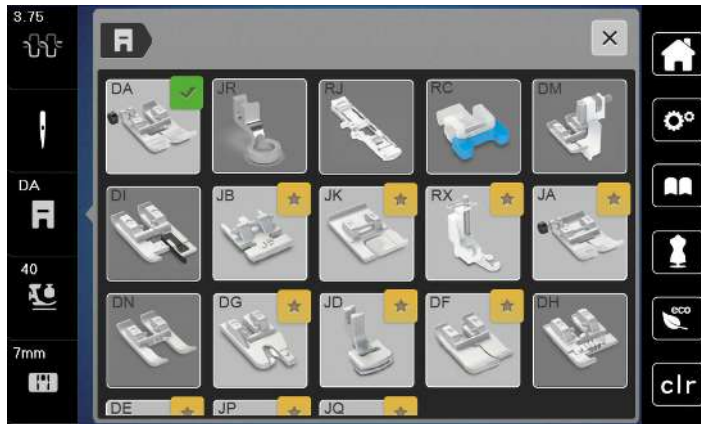 3.75
DA
40
7mm
DA JR RJ RC DM
DI JB JK RX JA
DN DG JD DF DH
DE JP JQ
eco
clr